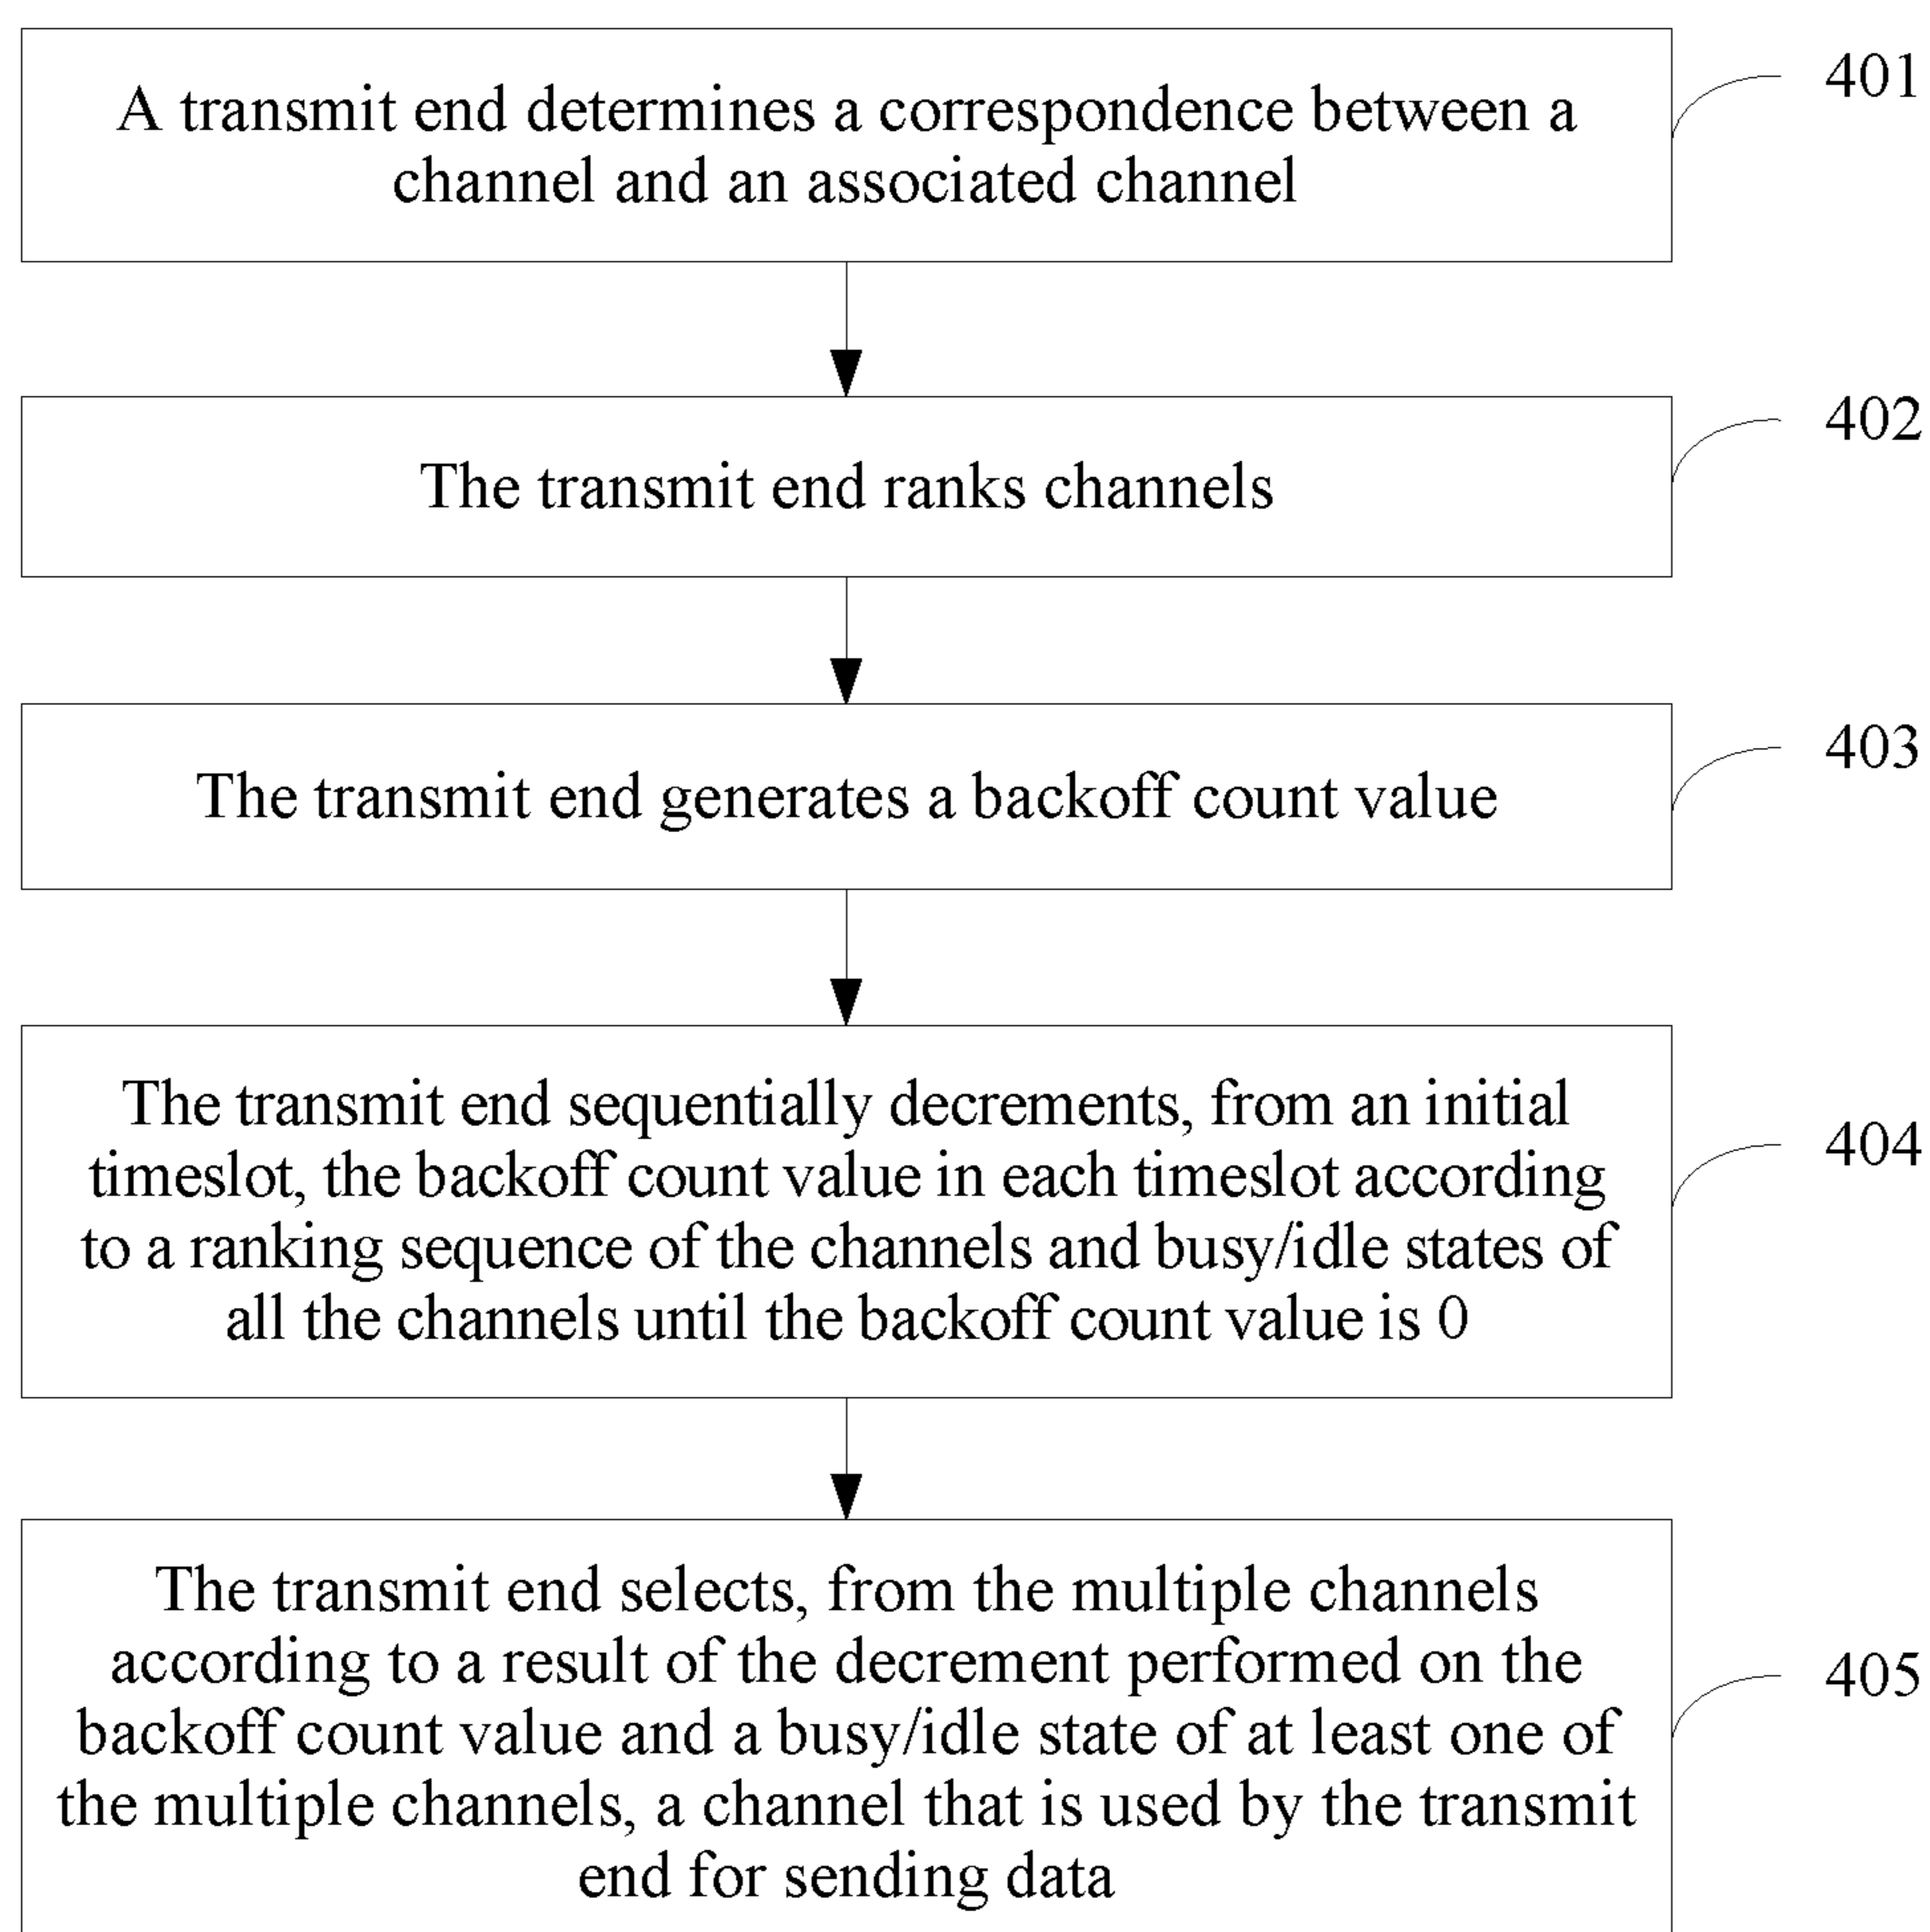 A transmit end determines a correspondence between a
channel and an associated channel
401
The transmit end ranks channels
402
The transmit end generates a backoff count value
403
The transmit end sequentially decrements, from an initial
timeslot, the backoff count value in each timeslot according
to a ranking sequence of the channels and busy/idle states of
all the channels until the backoff count value is 0
404
The transmit end selects, from the multiple channels
according to a result of the decrement performed on the
backoff count value and a busy/idle state of at least one of
the multiple channels, a channel that is used by the transmit
end for sending data
405